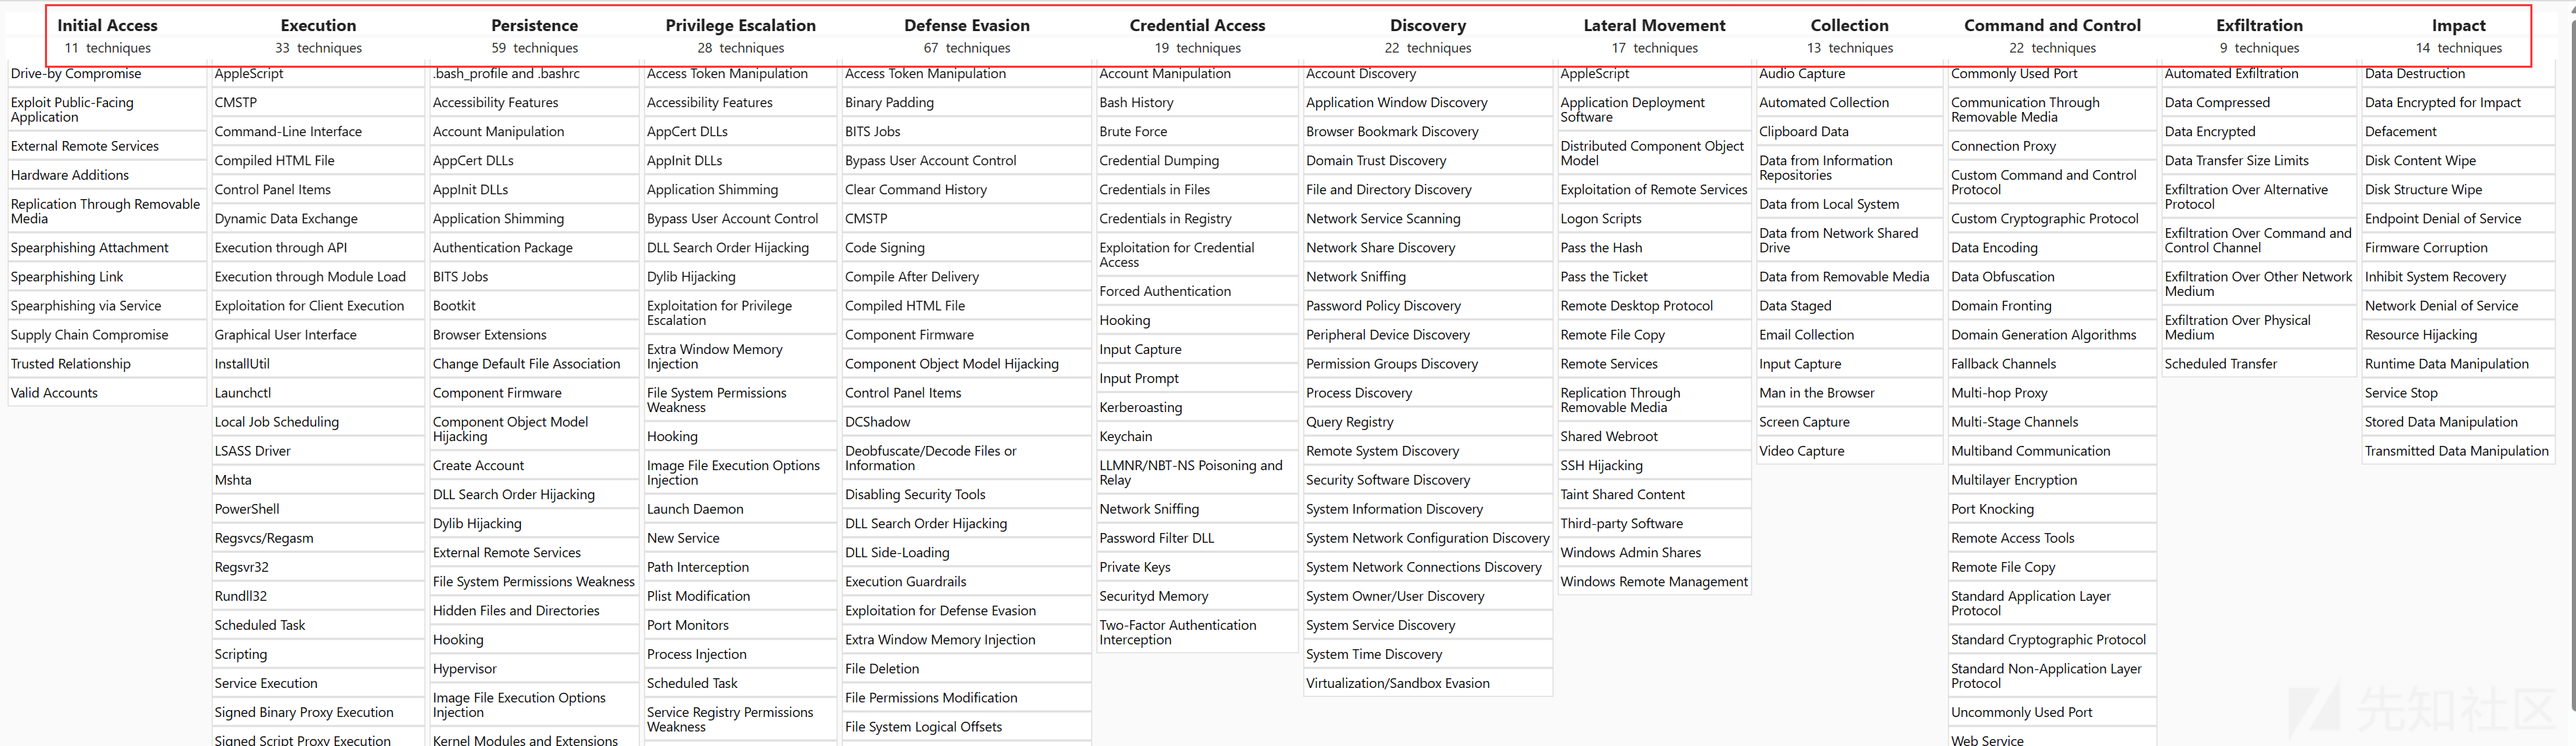 Initial Access
11 techniques
Drive-by Compromise
Exploit Public-Facing
Application
External Remote Services
Hardware Additions
Replication Through Removable
Media
Spearphishing Attachment
Spearphishing Link
Spearphishing via Service
Supply Chain Compromise
Trusted Relationship
Valid Accounts
Execution
33 techniques
AppleScript
CMSTP
Command-Line Interface
Compiled HTML File
Control Panel Items
Dynamic Data Exchange
Execution through API
Execution through Module Load
Exploitation for Client Execution
Graphical User Interface
InstallUtil
Launchctl
Local Job Scheduling
LSASS Driver
Mshta
PowerShell
Regsvcs/Regasm
Regsvr32
Rundll32
Scheduled Task
Scripting
Service Execution
Signed Binary Proxy Execution
Signed Script Proxy Execution
Persistence
59 techniques
.bash_profile and .bashrc
Accessibility Features
Account Manipulation
AppCert DLLs
AppInit DLLs
Application Shimming
Authentication Package
BITS Jobs
Bootkit
Browser Extensions
Change Default File Association
Component Firmware
Component Object Model
Hijacking
Create Account
DLL Search Order Hijacking
Dylib Hijacking
External Remote Services
File System Permissions Weakness
Hidden Files and Directories
Hooking
Hypervisor
Image File Execution Options
Injection
Kernel Modules and Extensions
Privilege Escalation
28 techniques
Access Token Manipulation
Accessibility Features
AppCert DLLs
AppInit DLLs
Application Shimming
Bypass User Account Control
DLL Search Order Hijacking
Dylib Hijacking
Exploitation for Privilege
Escalation
Extra Window Memory
Injection
File System Permissions
Weakness
Hooking
Image File Execution Options
Injection
Launch Daemon
New Service
Path Interception
Plist Modification
Port Monitors
Process Injection
Scheduled Task
Service Registry Permissions
Weakness
Defense Evasion
67 techniques
Access Token Manipulation
Binary Padding
BITS Jobs
Bypass User Account Control
Clear Command History
CMSTP
Code Signing
Compile After Delivery
Compiled HTML File
Component Firmware
Component Object Model Hijacking
Control Panel Items
DCShadow
Deobfuscate/Decode Files or
Information
Disabling Security Tools
DLL Search Order Hijacking
DLL Side-Loading
Execution Guardrails
Exploitation for Defense Evasion
Extra Window Memory Injection
File Deletion
File Permissions Modification
File System Logical Offsets
Credential Access
19 techniques
Account Manipulation
Bash History
Brute Force
Credential Dumping
Credentials in Files
Credentials in Registry
Exploitation for Credential
Access
Forced Authentication
Hooking
Input Capture
Input Prompt
Kerberoasting
Keychain
LLMNR/NBT-NS Poisoning and
Relay
Network Sniffing
Password Filter DLL
Private Keys
Securityd Memory
Two-Factor Authentication
Interception
Discovery
22 techniques
Account Discovery
Application Window Discovery
Browser Bookmark Discovery
Domain Trust Discovery
File and Directory Discovery
Network Service Scanning
Network Share Discovery
Network Sniffing
Password Policy Discovery
Peripheral Device Discovery
Permission Groups Discovery
Process Discovery
Query Registry
Remote System Discovery
Security Software Discovery
System Information Discovery
System Network Configuration Discovery
System Network Connections Discovery
System Owner/User Discovery
System Service Discovery
System Time Discovery
Virtualization/Sandbox Evasion
Lateral Movement
17 techniques
AppleScript
Application Deployment
Software
Distributed Component Object
Model
Exploitation of Remote Services
Logon Scripts
Pass the Hash
Pass the Ticket
Remote Desktop Protocol
Remote File Copy
Remote Services
Replication Through
Removable Media
Shared Webroot
SSH Hijacking
Taint Shared Content
Third-party Software
Windows Admin Shares
Windows Remote Management
Collection
13 techniques
Audio Capture
Automated Collection
Clipboard Data
Data from Information
Repositories
Data from Local System
Data from Network Shared
Drive
Data from Removable Media
Data Staged
Email Collection
Input Capture
Man in the Browser
Screen Capture
Video Capture
Command and Control
22 techniques
Commonly Used Port
Communication Through
Removable Media
Connection Proxy
Custom Command and Control
Protocol
Custom Cryptographic Protocol
Data Encoding
Data Obfuscation
Domain Fronting
Domain Generation Algorithms
Fallback Channels
Multi-hop Proxy
Multi-Stage Channels
Multiband Communication
Multilayer Encryption
Port Knocking
Remote Access Tools
Remote File Copy
Standard Application Layer
Protocol
Standard Cryptographic Protocol
Standard Non-Application Layer
Protocol
Uncommonly Used Port
Web Service
Exfiltration
9 techniques
Automated Exfiltration
Data Compressed
Data Encrypted
Data Transfer Size Limits
Exfiltration Over Alternative
Protocol
Exfiltration Over Command and
Control Channel
Exfiltration Over Other Network
Medium
Exfiltration Over Physical
Medium
Scheduled Transfer
Impact
14 techniques
Data Destruction
Data Encrypted for Impact
Defacement
Disk Content Wipe
Disk Structure Wipe
Endpoint Denial of Service
Firmware Corruption
Inhibit System Recovery
Network Denial of Service
Resource Hijacking
Runtime Data Manipulation
Service Stop
Stored Data Manipulation
Transmitted Data Manipulation
先知社区